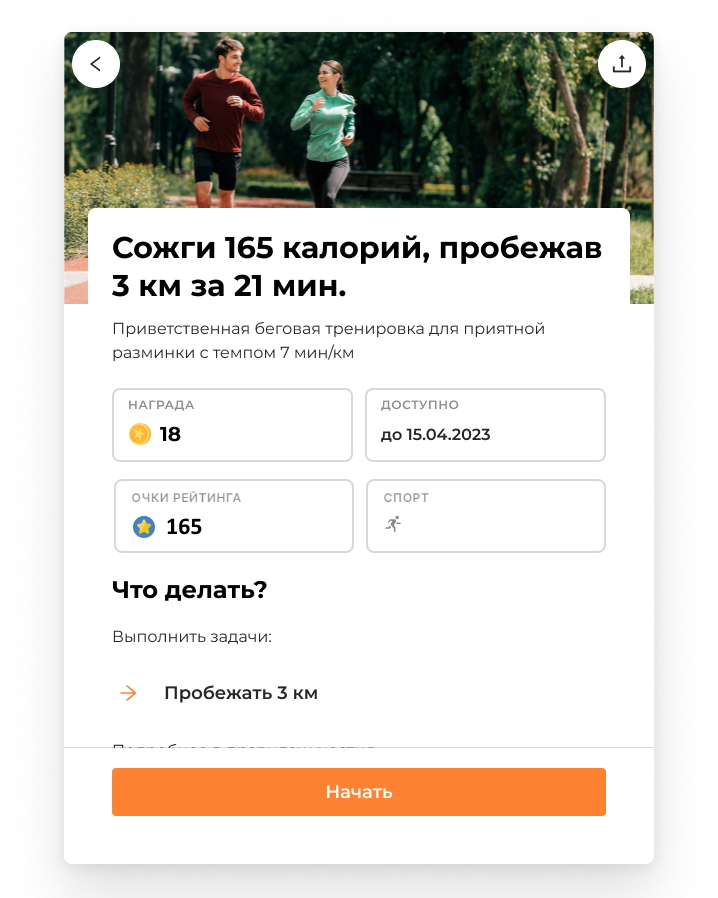 Сожги 165 калорий, пробежав
3 км за 21 мин.
Приветственная беговая тренировка для приятной
разминки с темпом 7 мин/км
НАГРАДА
18
ДОСТУПНО
до 15.04.2023
ОЧКИ РЕЙТИНГА
165
СПОРТ
Что делать?
Выполнить задачи:
Пробежать 3 км
Начать